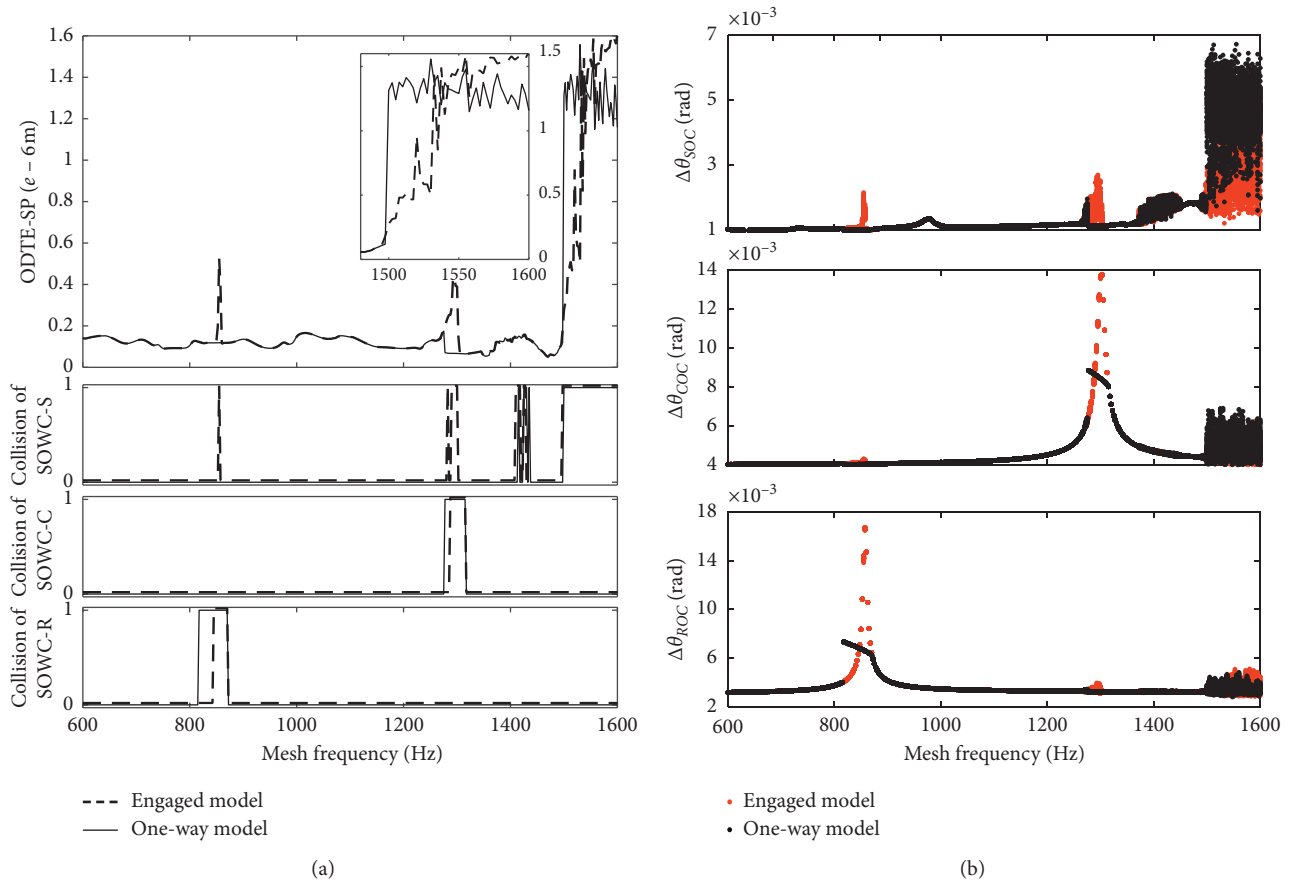 1.6
1.4
1.2
1
0.8
0.6
0.4
0.2
0
ODTE-SP (e – 6 m)
1.5
1
0.5
0
1500
1550
1600
1
0
Collision of
SOWC-S
1
0
Collision of
SOWC-C
1
0
Collision of
SOWC-R
600
800
1000
1200
1400
1600
Mesh frequency (Hz)
Engaged model
One-way model
(a)
×10⁻³
7
5
3
1
Δθ_SOC (rad)
×10⁻³
14
12
10
8
6
4
Δθ_COC (rad)
×10⁻³
18
14
10
6
2
Δθ_ROC (rad)
600
800
1000
1200
1400
1600
Mesh frequency (Hz)
Engaged model
One-way model
(b)